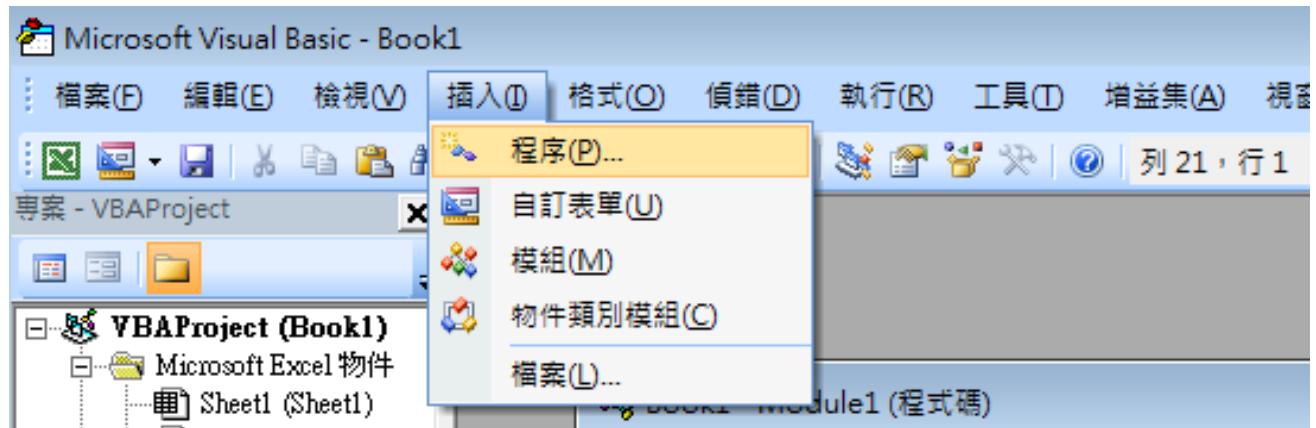 Microsoft Visual Basic - Book1
檔案(F) 編輯(E) 檢視(V) 插入(I) 格式(O) 偵錯(D) 執行(R) 工具(T) 增益集(A) 視窗
程序(P)...
列 21，行 1
專案 - VBAProject
自訂表單(U)
模組(M)
物件類別模組(C)
檔案(L)...
VBAProject (Book1)
Microsoft Excel 物件
Sheet1 (Sheet1)
Book1 - Module1 (程式碼)